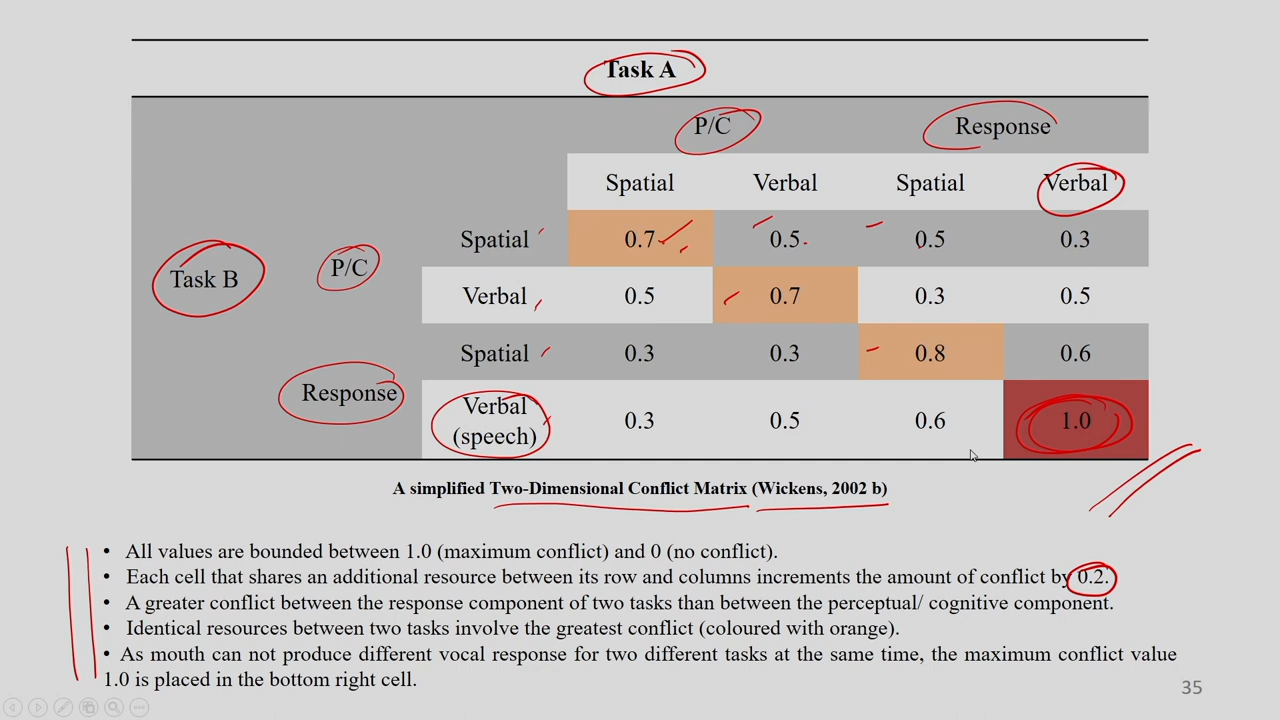 Task A
P/C Response
Spatial Verbal Spatial Verbal
Spatial 0.7 0.5 0.5 0.3
Task B P/C
Verbal 0.5 0.7 0.3 0.5
Spatial 0.3 0.3 0.8 0.6
Response
Verbal
(speech) 0.3 0.5 0.6 1.0
A simplified Two-Dimensional Conflict Matrix (Wickens, 2002 b)
• All values are bounded between 1.0 (maximum conflict) and 0 (no conflict).
• Each cell that shares an additional resource between its row and columns increments the amount of conflict by 0.2.
• A greater conflict between the response component of two tasks than between the perceptual/ cognitive component.
• Identical resources between two tasks involve the greatest conflict (coloured with orange).
• As mouth can not produce different vocal response for two different tasks at the same time, the maximum conflict value
1.0 is placed in the bottom right cell.
35